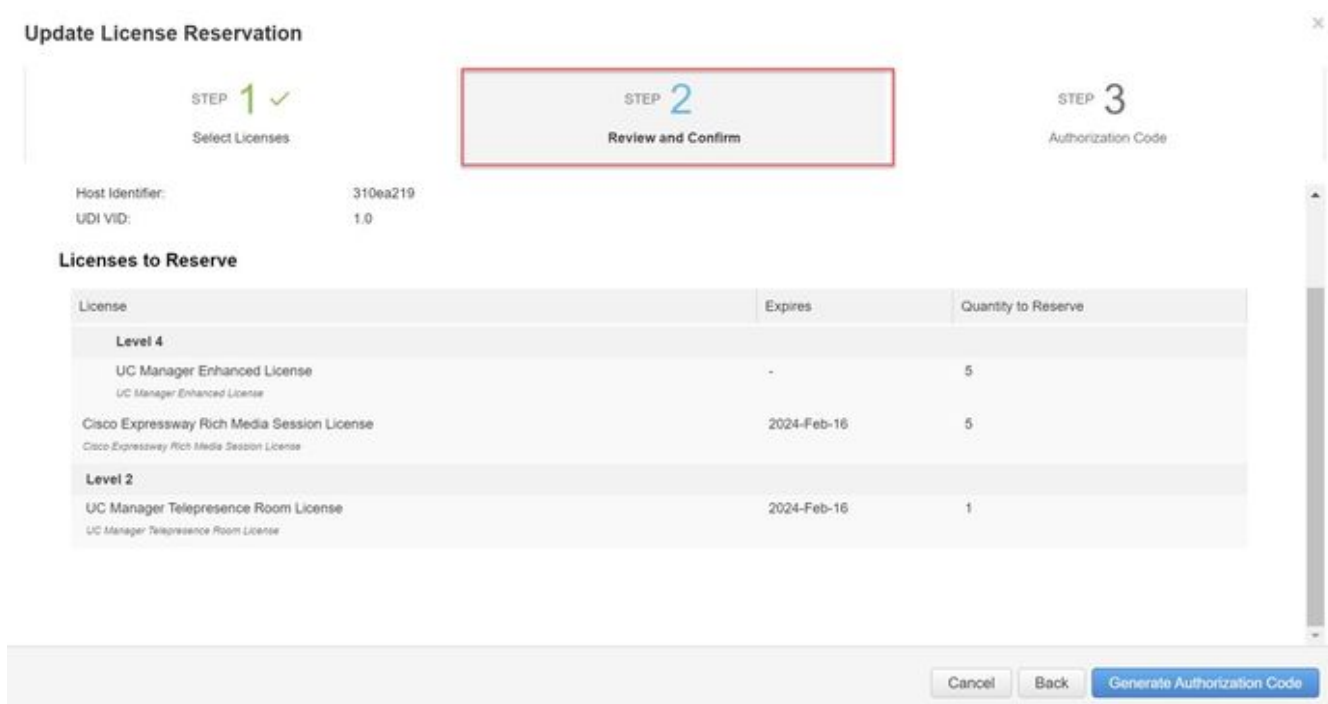 Update License Reservation
×
STEP 1 ✓
Select Licenses
STEP 2
Review and Confirm
STEP 3
Authorization Code
Host Identifier: 310ea219
UDI VID: 1.0
Licenses to Reserve
License Expires Quantity to Reserve
Level 4
UC Manager Enhanced License - 5
UC Manager Enhanced License
Cisco Expressway Rich Media Session License 2024-Feb-16 5
Cisco Expressway Rich Media Session License
Level 2
UC Manager Telepresence Room License 2024-Feb-16 1
UC Manager Telepresence Room License
Cancel Back Generate Authorization Code